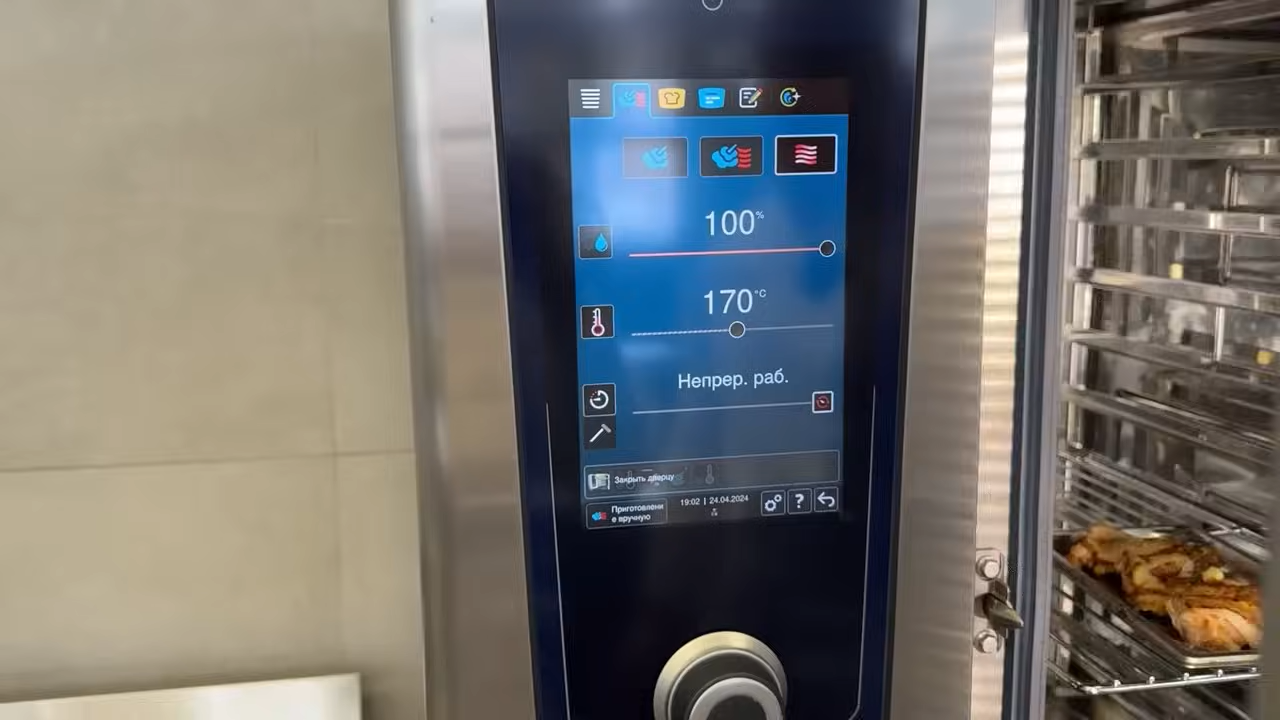 100%
170°C
Непрер. раб.
Закрыть дверцу
19:02 | 24.04.2024
Приготовлени
е вручную
?